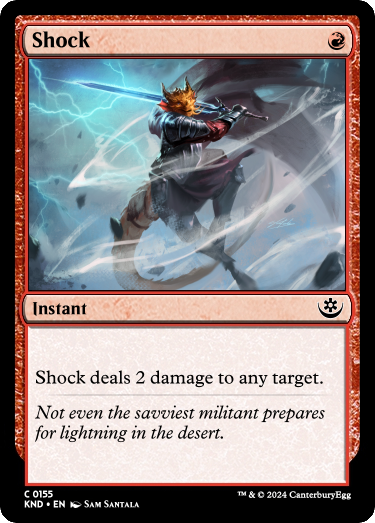 Shock
Instant
Shock deals 2 damage to any target.
Not even the savviest militant prepares
for lightning in the desert.
C 0155
KND • EN Sam Santala
™ & © 2024 CanterburyEgg